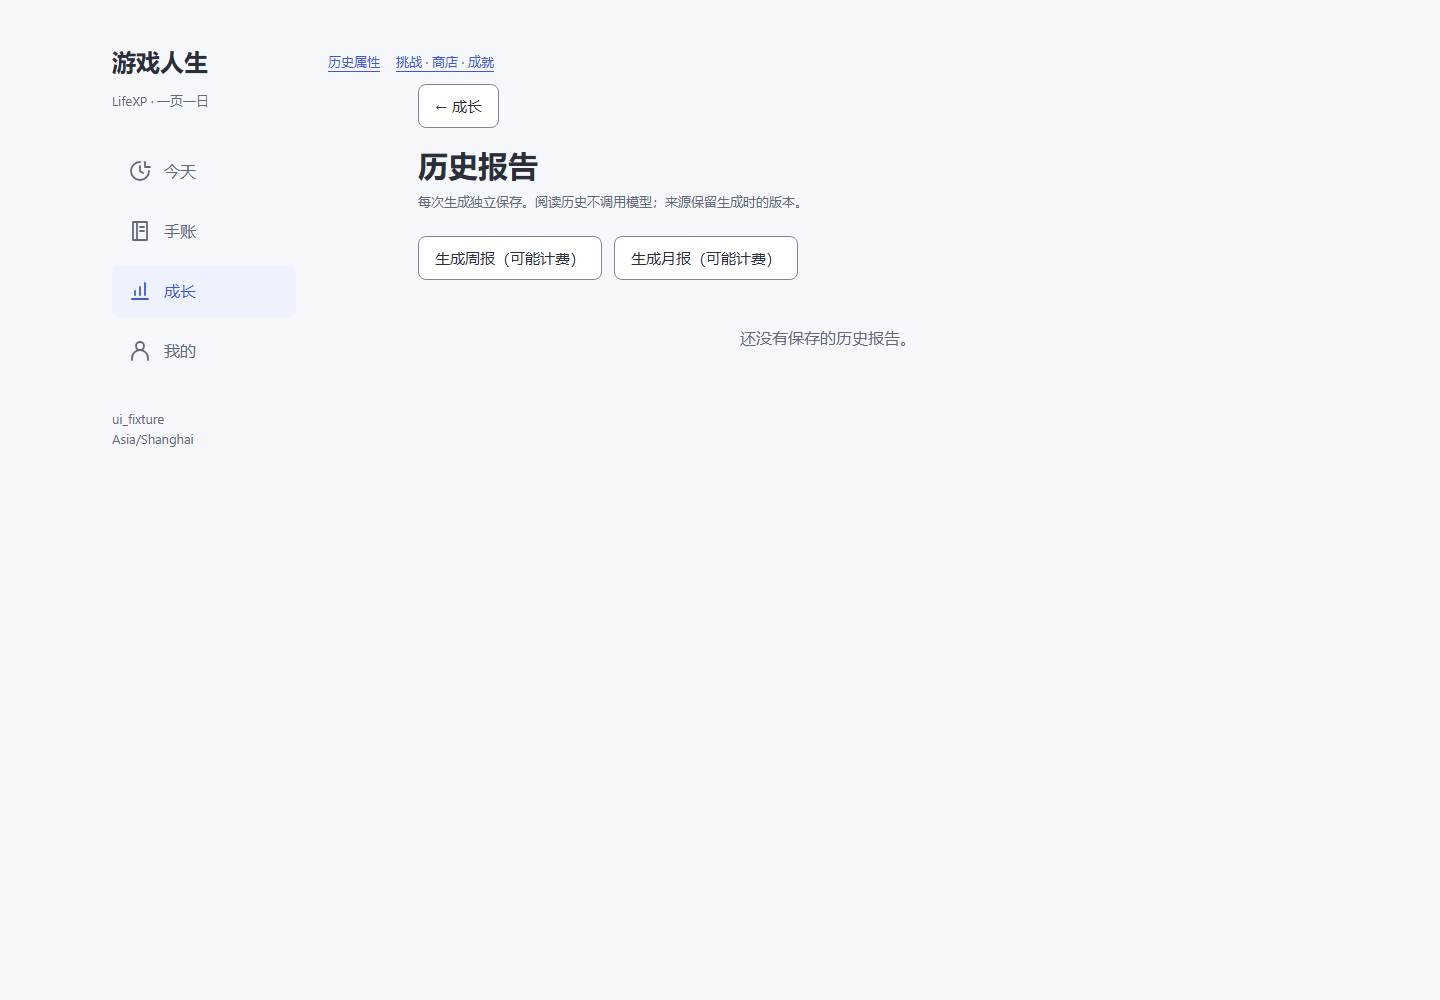 游戏人生
LifeXP · 一页一日
今天
手账
成长
我的
ui_fixture
Asia/Shanghai
历史属性 挑战 · 商店 · 成就
← 成长
历史报告
每次生成独立保存。阅读历史不调用模型；来源保留生成时的版本。
生成周报（可能计费） 生成月报（可能计费）
还没有保存的历史报告。